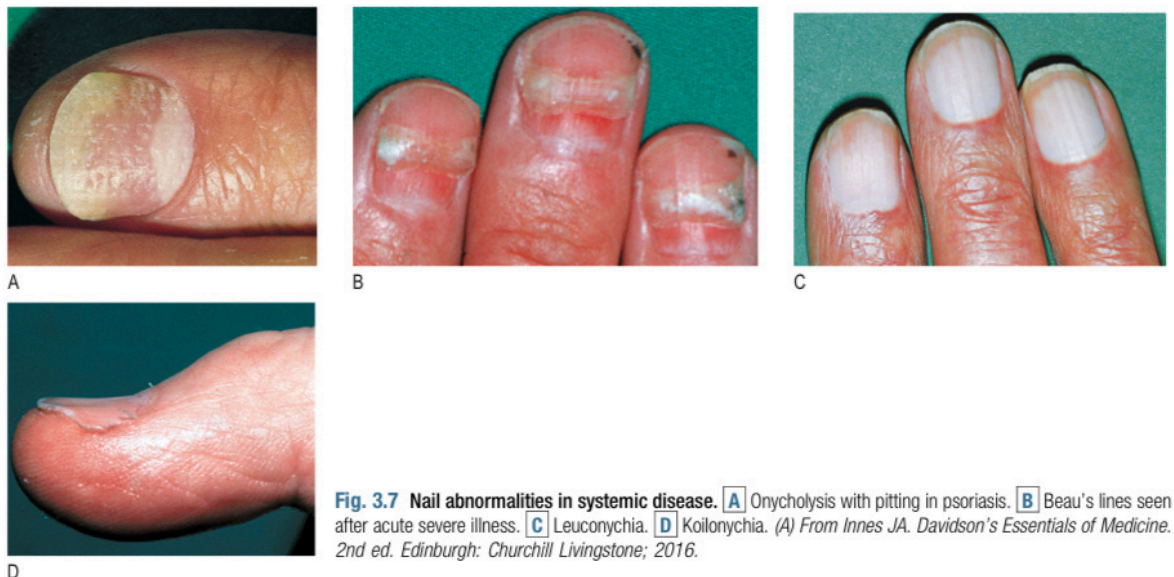 A
B
C
D
Fig. 3.7 Nail abnormalities in systemic disease. A Onycholysis with pitting in psoriasis. B Beau's lines seen
after acute severe illness. C Leuconychia. D Koilonychia. (A) From Innes JA. Davidson's Essentials of Medicine.
2nd ed. Edinburgh: Churchill Livingstone; 2016.